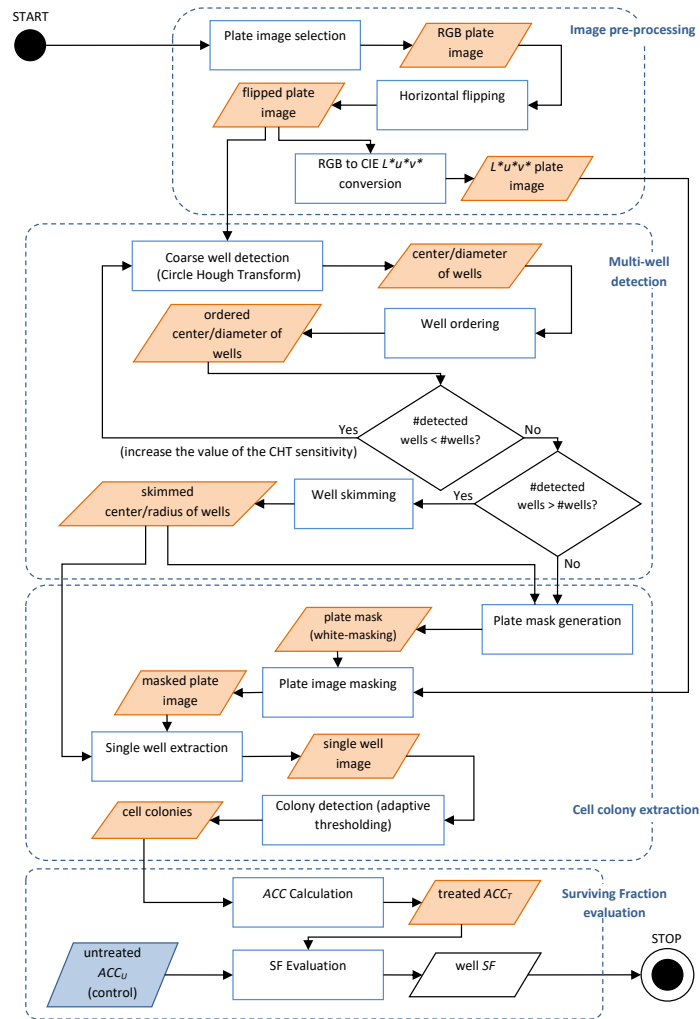 START
Plate image selection
RGB plate
image
Image pre-processing
flipped plate
image
Horizontal flipping
RGB to CIE L*u*v*
conversion
L*u*v* plate
image
Coarse well detection
(Circle Hough Transform)
center/diameter
of wells
Multi-well
detection
ordered
center/diameter of
wells
Well ordering
#detected
wells < #wells?
Yes
No
(increase the value of the CHT sensitivity)
skimmed
center/radius of wells
Well skimming
Yes
#detected
wells > #wells?
No
plate mask
(white-masking)
Plate mask generation
masked plate
image
Plate image masking
Single well extraction
single well
image
cell colonies
Colony detection (adaptive
thresholding)
Cell colony extraction
ACC Calculation
treated ACCT
Surviving Fraction
evaluation
untreated
ACCU
(control)
SF Evaluation
well SF
STOP